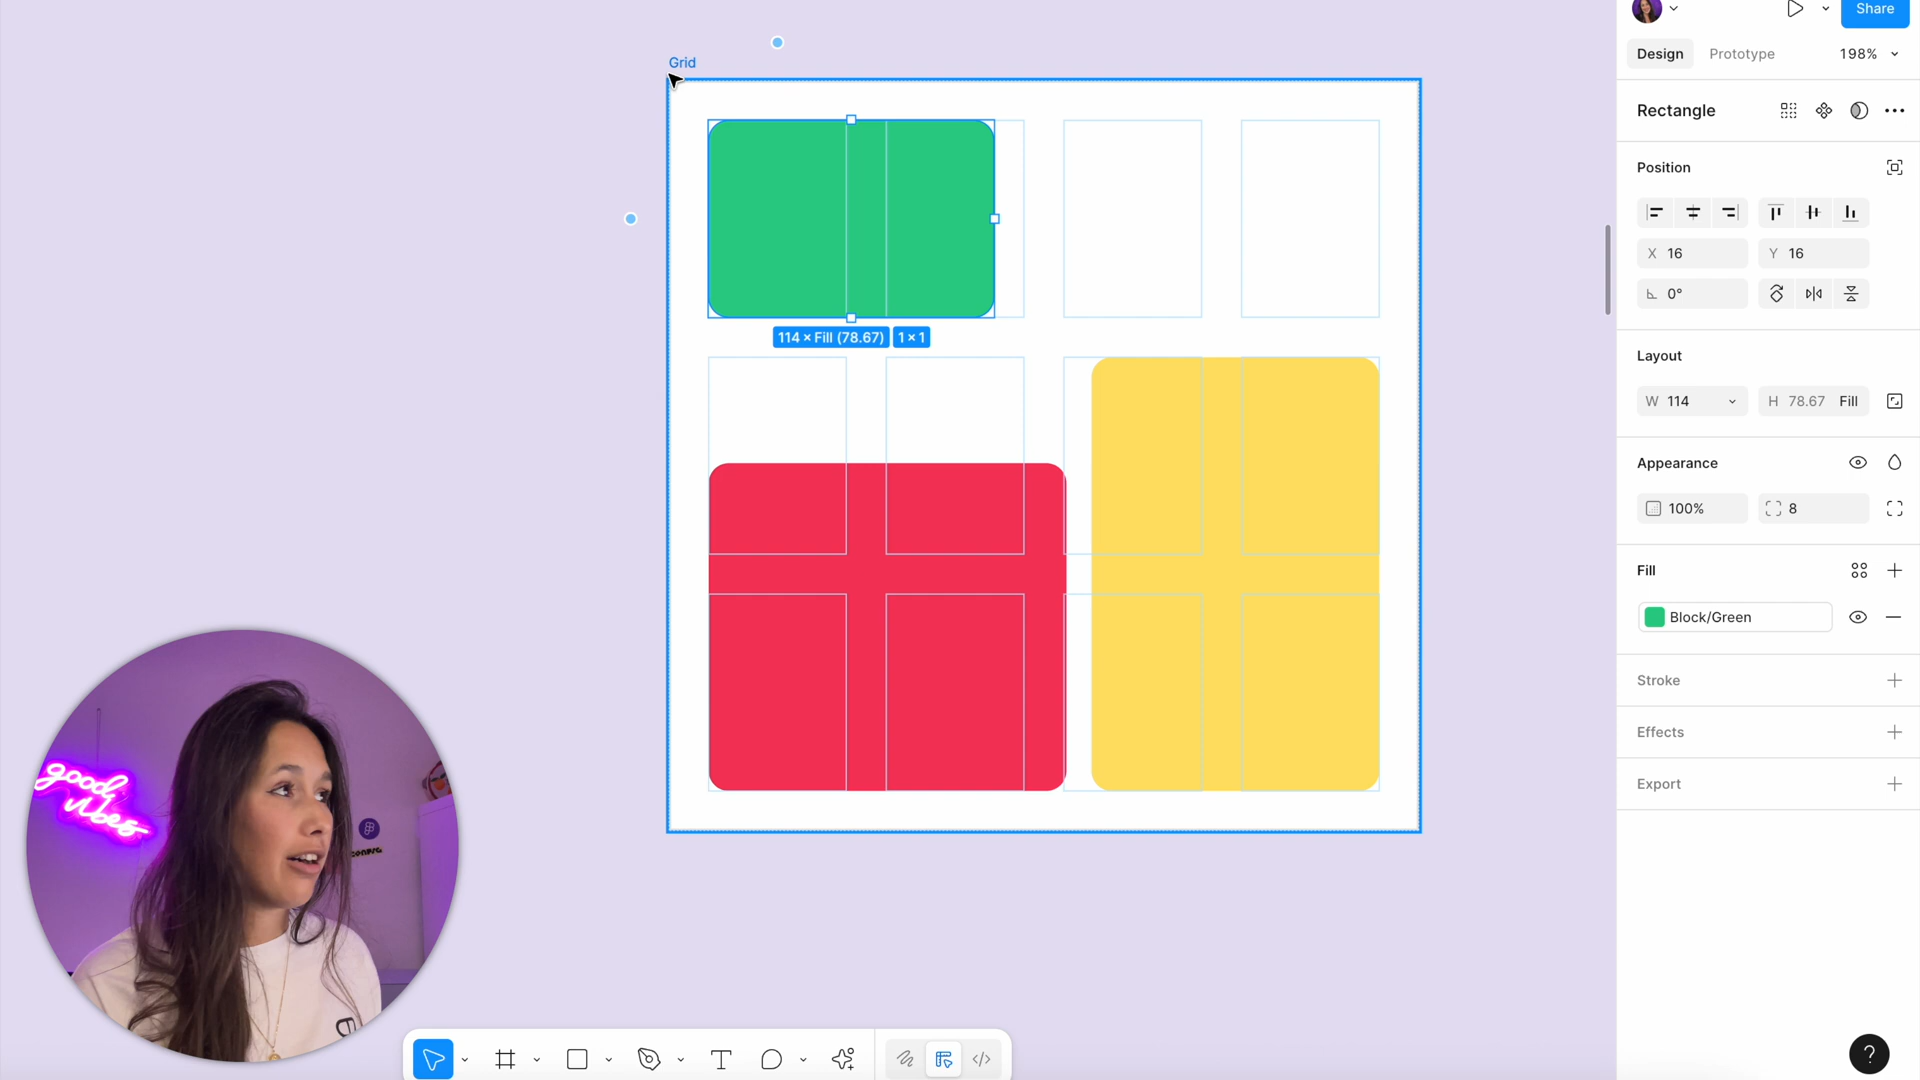 Share
Design
Prototype
198%
Grid
Rectangle
Position
X 16
Y 16
0°
114 × Fill (78.67)
1 × 1
Layout
W 114
H 78.67 Fill
Appearance
100%
8
Fill
Block/Green
Stroke
Effects
Export
good
vibes
?